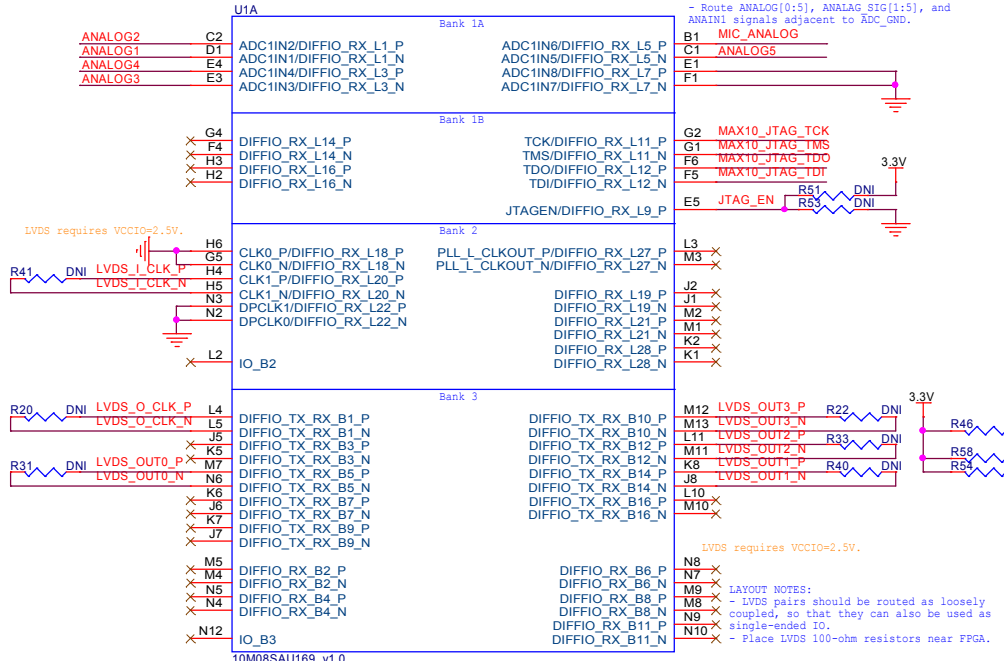 U1A
- Route ANALOG[0:5], ANALAG_SIG[1:5], and
ANAIN1 signals adjacent to ADC_GND.
Bank 1A
ANALOG2 C2 ADC1IN2/DIFFIO_RX_L1_P ADC1IN6/DIFFIO_RX_L5_P B1 MIC_ANALOG
ANALOG1 D1 ADC1IN1/DIFFIO_RX_L1_N ADC1IN5/DIFFIO_RX_L5_N C1 ANALOG5
ANALOG4 E4 ADC1IN4/DIFFIO_RX_L3_P ADC1IN8/DIFFIO_RX_L7_P E1
ANALOG3 E3 ADC1IN3/DIFFIO_RX_L3_N ADC1IN7/DIFFIO_RX_L7_N F1
Bank 1B
G4 DIFFIO_RX_L14_P TCK/DIFFIO_RX_L11_P G2 MAX10_JTAG_TCK
F4 DIFFIO_RX_L14_N TMS/DIFFIO_RX_L11_N G1 MAX10_JTAG_TMS
H3 DIFFIO_RX_L16_P TDO/DIFFIO_RX_L12_P F6 MAX10_JTAG_TDO
H2 DIFFIO_RX_L16_N TDI/DIFFIO_RX_L12_N F5 MAX10_JTAG_TDI
3.3V
R51 DNI
JTAGEN/DIFFIO_RX_L9_P E5 JTAG_EN R53 DNI
LVDS requires VCCIO=2.5V.
Bank 2
H6 CLK0_P/DIFFIO_RX_L18_P PLL_L_CLKOUT_P/DIFFIO_RX_L27_P L3
G5 CLK0_N/DIFFIO_RX_L18_N PLL_L_CLKOUT_N/DIFFIO_RX_L27_N M3
R41 DNI LVDS_I_CLK_P H4 CLK1_P/DIFFIO_RX_L20_P
LVDS_I_CLK_N H5 CLK1_N/DIFFIO_RX_L20_N DIFFIO_RX_L19_P J2
N3 DPCLK1/DIFFIO_RX_L22_P DIFFIO_RX_L19_N J1
N2 DPCLK0/DIFFIO_RX_L22_N DIFFIO_RX_L21_P M2
DIFFIO_RX_L21_N M1
DIFFIO_RX_L28_P K2
L2 IO_B2 DIFFIO_RX_L28_N K1
Bank 3
R20 DNI LVDS_O_CLK_P L4 DIFFIO_TX_RX_B1_P DIFFIO_TX_RX_B10_P M12 LVDS_OUT3_P R22 DNI 3.3V
LVDS_O_CLK_N L5 DIFFIO_TX_RX_B1_N DIFFIO_TX_RX_B10_N M13 LVDS_OUT3_N R46
J5 DIFFIO_TX_RX_B3_P DIFFIO_TX_RX_B12_P L11 LVDS_OUT2_P R33 DNI
K5 DIFFIO_TX_RX_B3_N DIFFIO_TX_RX_B12_N M11 LVDS_OUT2_N R58
R31 DNI LVDS_OUT0_P M7 DIFFIO_TX_RX_B5_P DIFFIO_TX_RX_B14_P K8 LVDS_OUT1_P R40 DNI R54
LVDS_OUT0_N N6 DIFFIO_TX_RX_B5_N DIFFIO_TX_RX_B14_N J8 LVDS_OUT1_N
K6 DIFFIO_TX_RX_B7_P DIFFIO_TX_RX_B16_P L10
J6 DIFFIO_TX_RX_B7_N DIFFIO_TX_RX_B16_N M10
K7 DIFFIO_TX_RX_B9_P
J7 DIFFIO_TX_RX_B9_N
LVDS requires VCCIO=2.5V.
M5 DIFFIO_RX_B2_P DIFFIO_RX_B6_P N8
M4 DIFFIO_RX_B2_N DIFFIO_RX_B6_N N7
N5 DIFFIO_RX_B4_P DIFFIO_RX_B8_P M9
N4 DIFFIO_RX_B4_N DIFFIO_RX_B8_N M8
DIFFIO_RX_B11_P N9
N12 IO_B3 DIFFIO_RX_B11_N N10
LAYOUT NOTES:
- LVDS pairs should be routed as loosely
coupled, so that they can also be used as
single-ended IO.
- Place LVDS 100-ohm resistors near FPGA.
10M08SAU169_v1.0